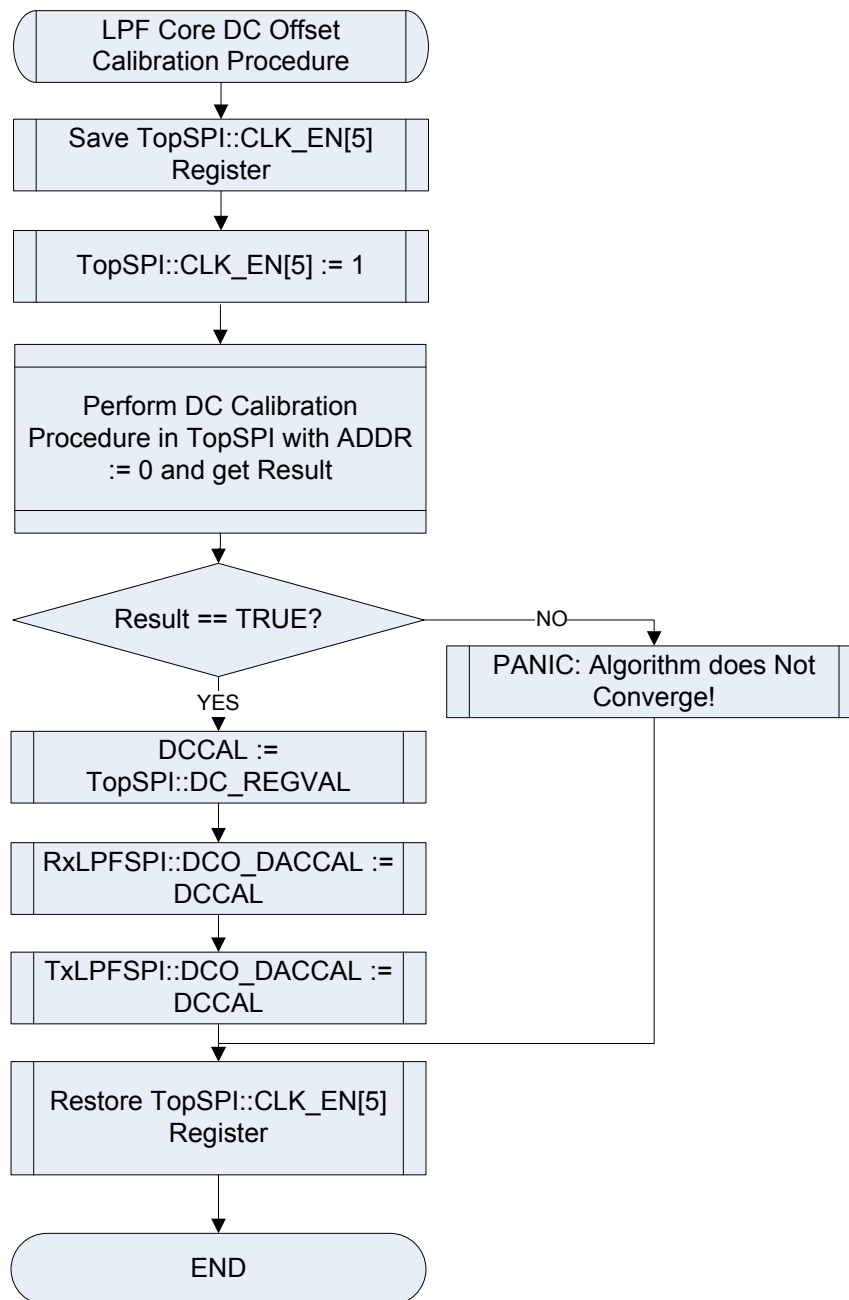 LPF Core DC Offset
Calibration Procedure
Save TopSPI::CLK_EN[5]
Register
TopSPI::CLK_EN[5] := 1
Perform DC Calibration
Procedure in TopSPI with ADDR
:= 0 and get Result
Result == TRUE?
NO
PANIC: Algorithm does Not
Converge!
YES
DCCAL :=
TopSPI::DC_REGVAL
RxLPFSPI::DCO_DACCAL :=
DCCAL
TxLPFSPI::DCO_DACCAL :=
DCCAL
Restore TopSPI::CLK_EN[5]
Register
END